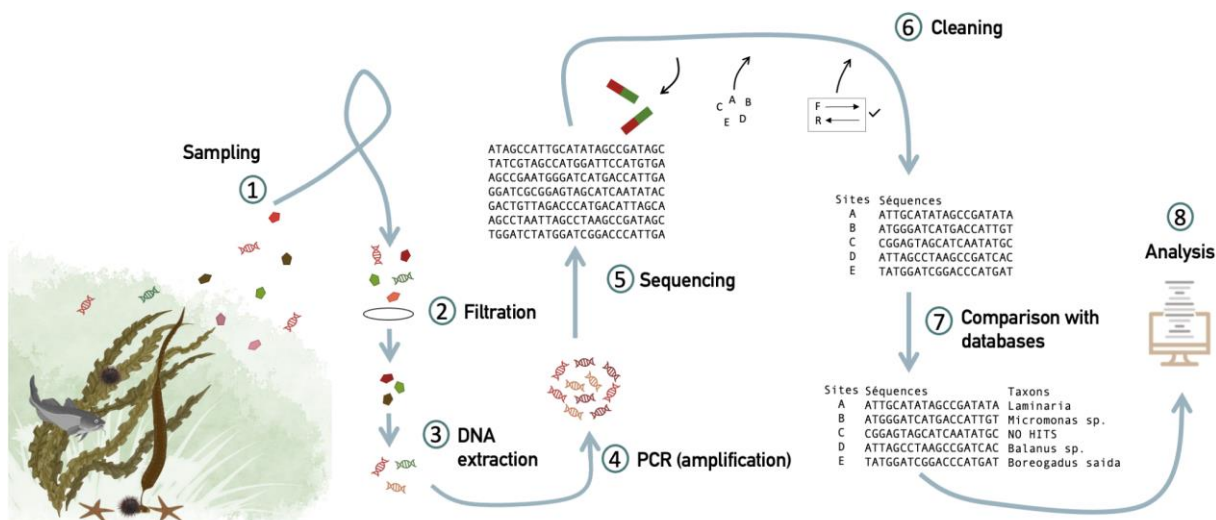 Sampling
1
2 Filtration
3 DNA
extraction
4 PCR (amplification)
5 Sequencing
ATAGCCATTGCATATAGCCGATAGC
TATCGTAGCCATGGATTCCATGTGA
AGCCGAATGGGATCATGACCATTGA
GGATCGCGGAGTAGCATCAATATAC
GACTGTTAGACCCATGACATTAGCA
AGCCTAATTAGCCTAAGCCGATAGC
TGGATCTATGGATCGGACCCATTGA
6 Cleaning
C A B
E D
F
R
Sites Séquences
A ATTGCATATAGCCGATATA
B ATGGGATCATGACCATTGT
C CGGAGTAGCATCAATATGC
D ATTAGCCTAAGCCGATCAC
E TATGGATCGGACCCATGAT
7 Comparison with
databases
Sites Séquences Taxons
A ATTGCATATAGCCGATATA Laminaria
B ATGGGATCATGACCATTGT Micromonas sp.
C CGGAGTAGCATCAATATGC NO HITS
D ATTAGCCTAAGCCGATCAC Balanus sp.
E TATGGATCGGACCCATGAT Boreogadus saida
8
Analysis